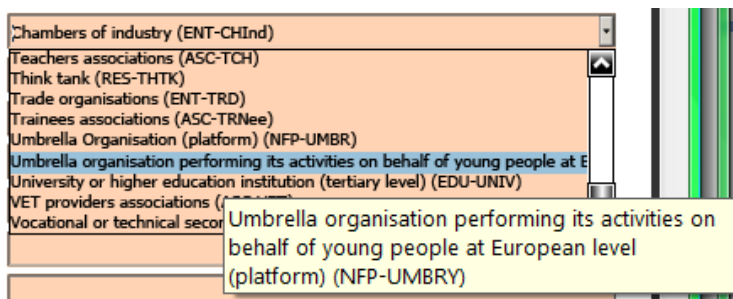 Chambers of industry (ENT-CHInd)
Teachers associations (ASC-TCH)
Think tank (RES-THTK)
Trade organisations (ENT-TRD)
Trainees associations (ASC-TRNee)
Umbrella Organisation (platform) (NFP-UMBR)
Umbrella organisation performing its activities on behalf of young people at E
University or higher education institution (tertiary level) (EDU-UNIV)
VET providers associations
Vocational or technical secon
Umbrella organisation performing its activities on
behalf of young people at European level
(platform) (NFP-UMBRY)